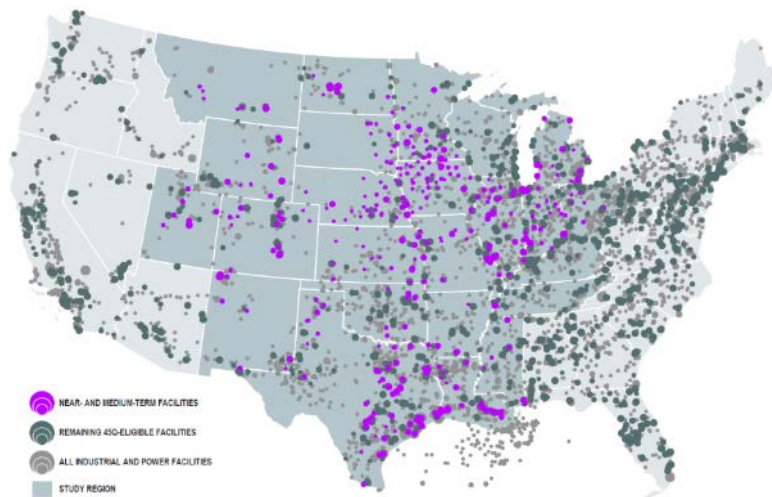 NEAR- AND MEDIUM-TERM FACILITIES
REMAINING 45Q-ELIGIBLE FACILITIES
ALL INDUSTRIAL AND POWER FACILITIES
STUDY REGION